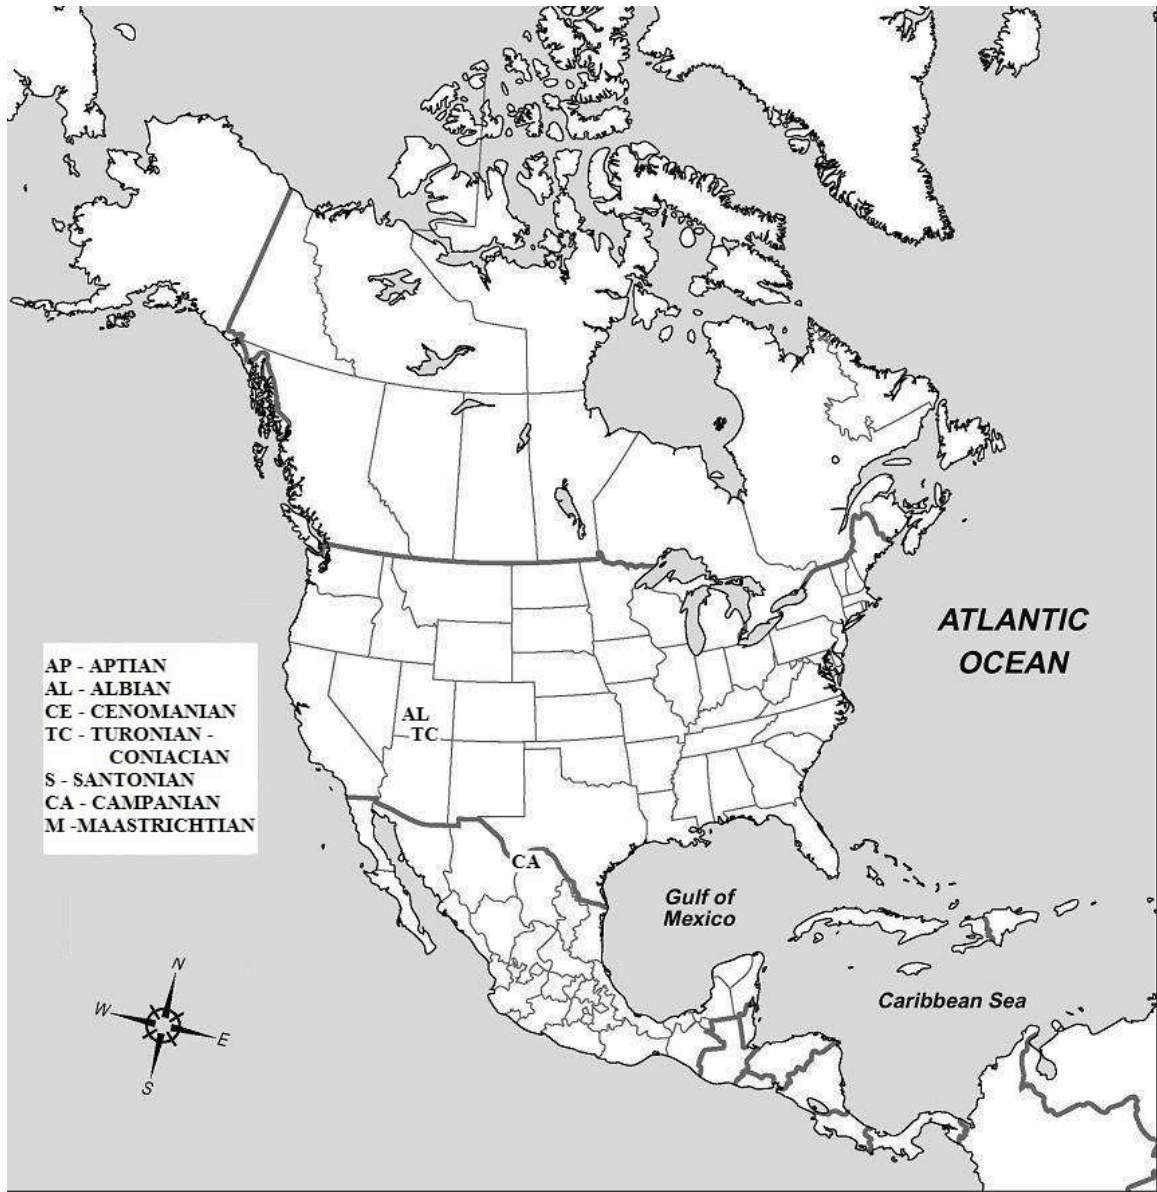 ATLANTIC
OCEAN
AP - APTIAN
AL - ALBIAN
CE - CENOMANIAN
TC - TURONIAN -
CONIACIAN
S - SANTONIAN
CA - CAMPANIAN
M -MAASTRICHTIAN
AL
TC
CA
Gulf of
Mexico
Caribbean Sea
N
W
E
S